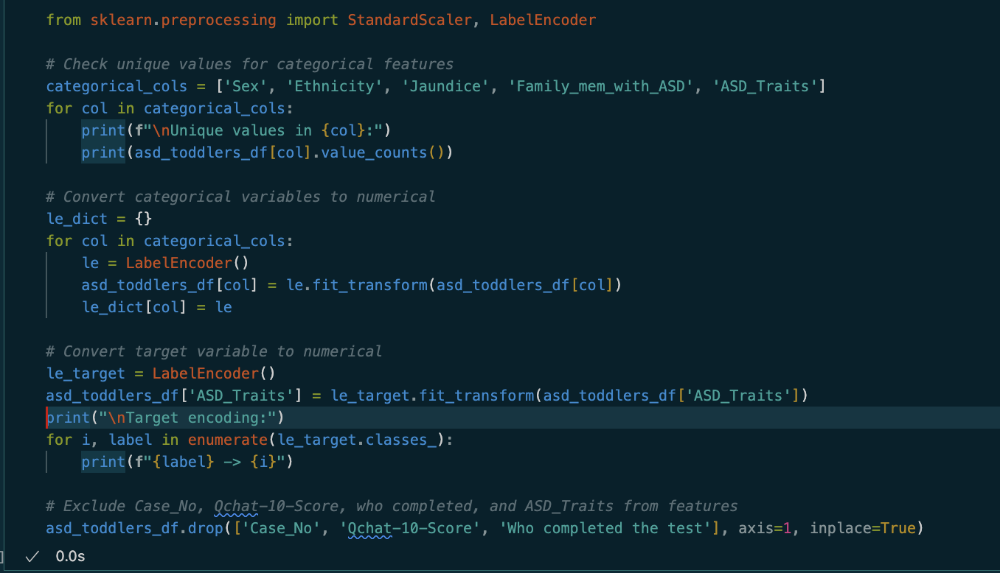 from sklearn.preprocessing import StandardScaler, LabelEncoder
# Check unique values for categorical features
categorical_cols = ['Sex', 'Ethnicity', 'Jaundice', 'Family_mem_with_ASD', 'ASD_Traits']
for col in categorical_cols:
    print(f"\nUnique values in {col}:")
    print(asd_toddlers_df[col].value_counts())
# Convert categorical variables to numerical
le_dict = {}
for col in categorical_cols:
    le = LabelEncoder()
    asd_toddlers_df[col] = le.fit_transform(asd_toddlers_df[col])
    le_dict[col] = le
# Convert target variable to numerical
le_target = LabelEncoder()
asd_toddlers_df['ASD_Traits'] = le_target.fit_transform(asd_toddlers_df['ASD_Traits'])
print("\nTarget encoding:")
for i, label in enumerate(le_target.classes_):
    print(f"{label} -> {i}")
# Exclude Case_No, Qchat-10-Score, who completed, and ASD_Traits from features
asd_toddlers_df.drop(['Case_No', 'Qchat-10-Score', 'Who completed the test'], axis=1, inplace=True)
] ✓ 0.0s